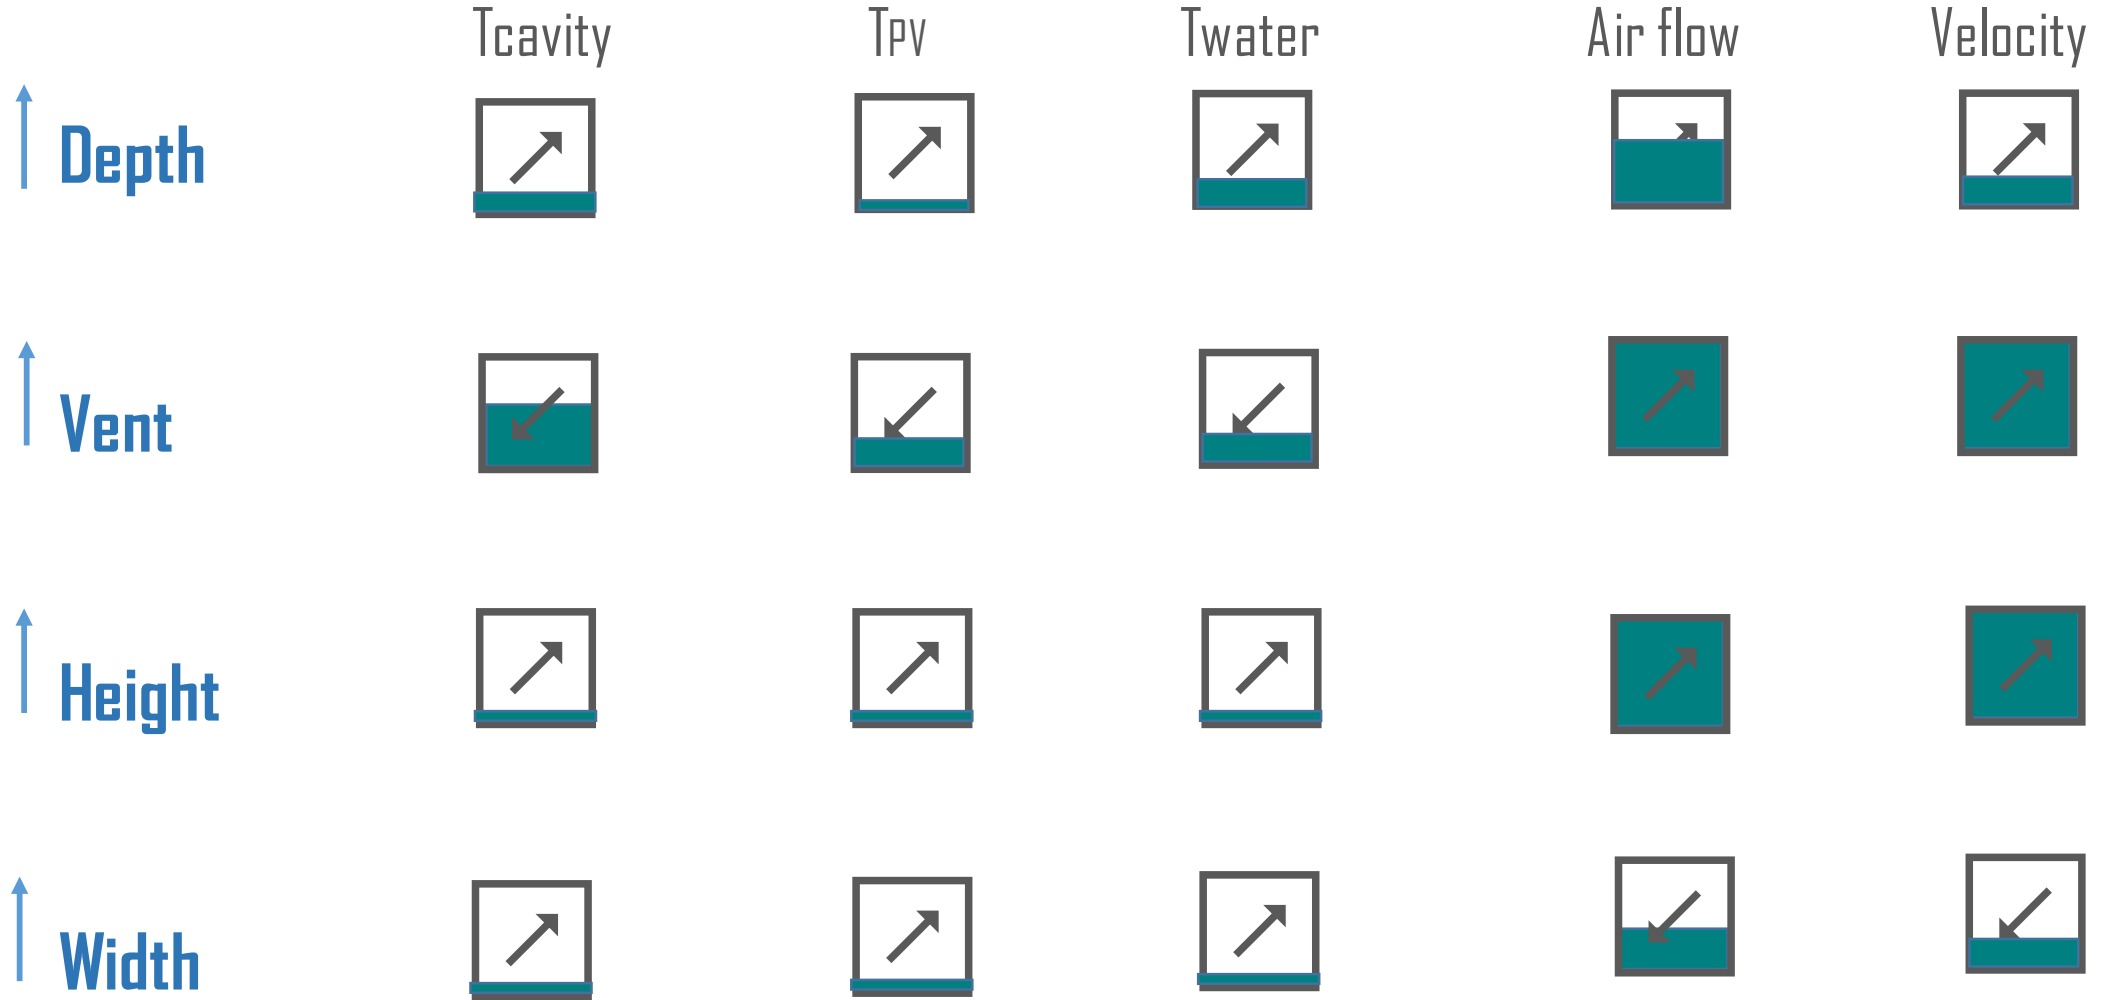 Tcavity TPV Twater Air flow Velocity
Depth
Vent
Height
Width